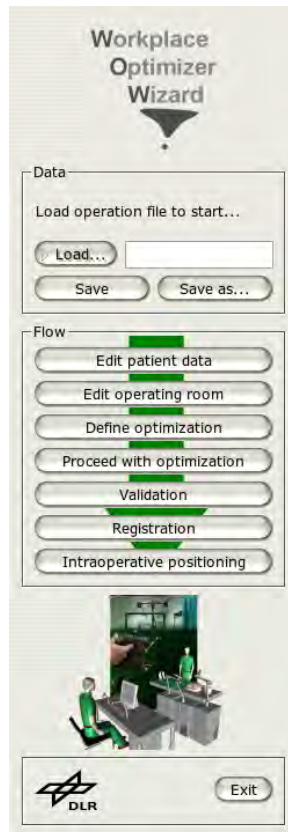 Workplace
Optimizer
Wizard
Data
Load operation file to start...
Load...
Save Save as...
Flow
Edit patient data
Edit operating room
Define optimization
Proceed with optimization
Validation
Registration
Intraoperative positioning
DLR
Exit